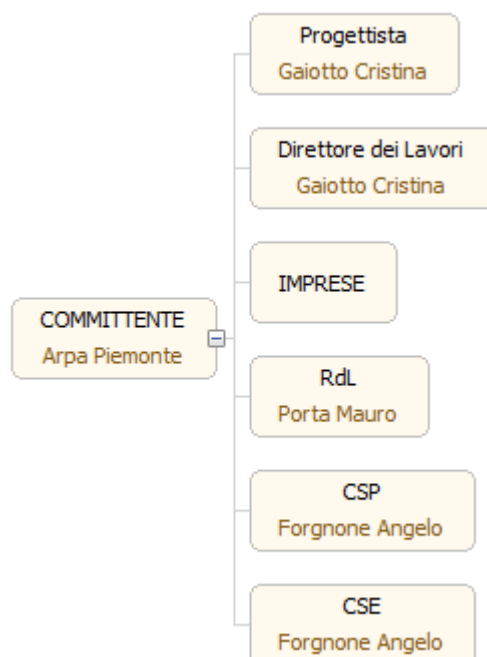 Progettista
Gaiotto Cristina
Direttore dei Lavori
Gaiotto Cristina
IMPRESE
COMMITTENTE
Arpa Piemonte
RdL
Porta Mauro
CSP
Forgnone Angelo
CSE
Forgnone Angelo